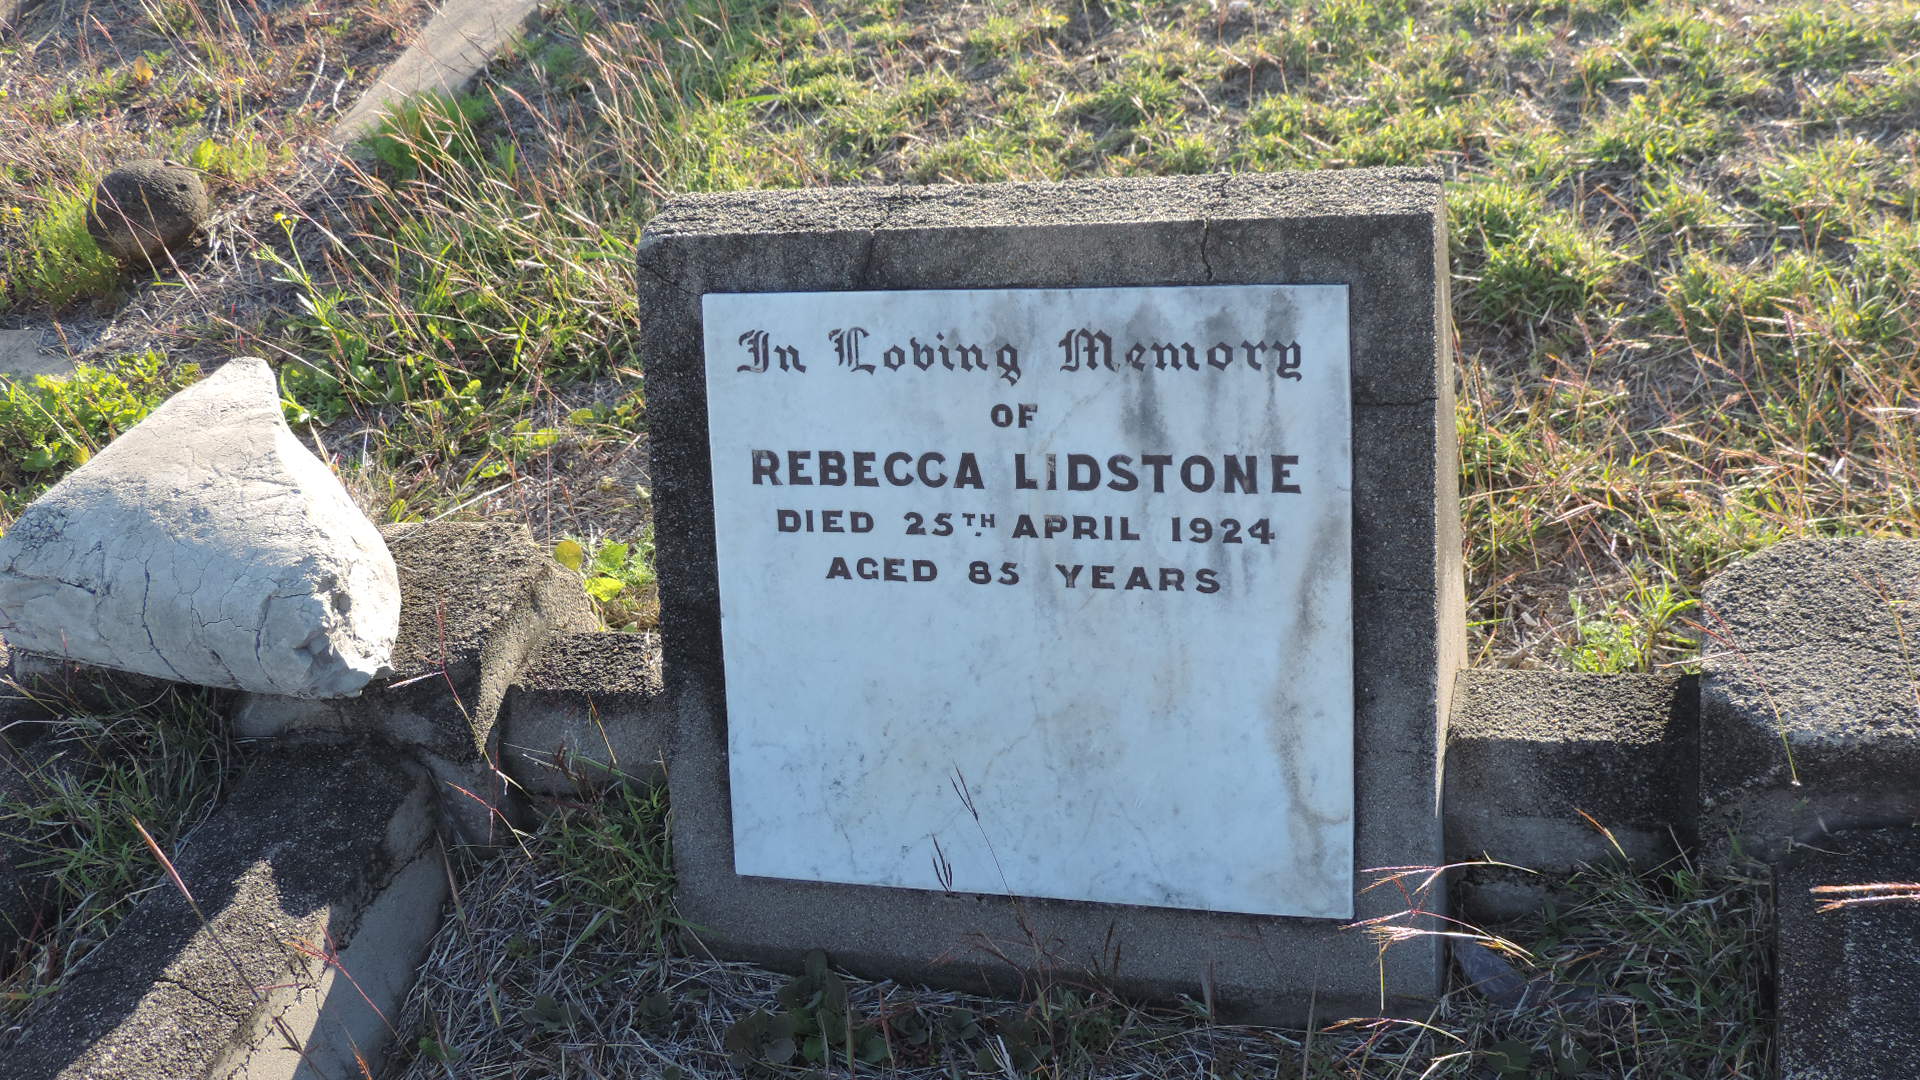 In Loving Memory
OF
REBECCA LIDSTONE
DIED 25TH. APRIL 1924
AGED 85 YEARS